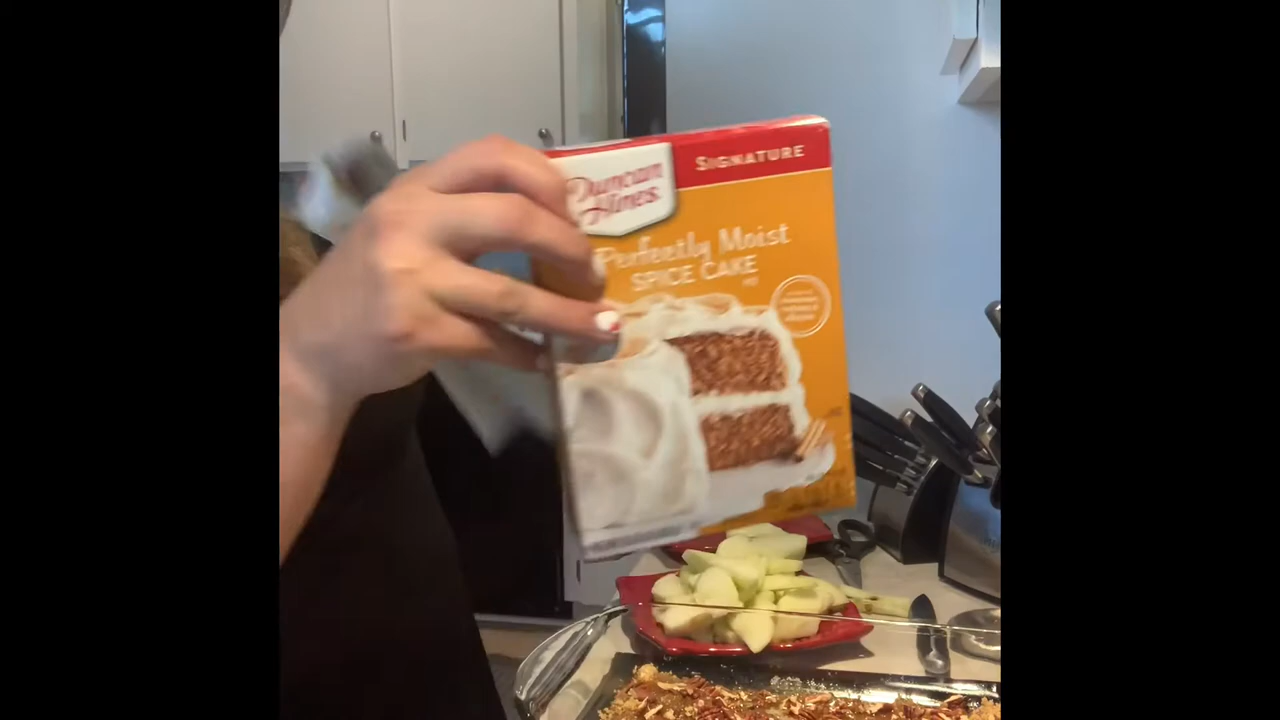 SIGNATURE
Duncan
Hines
Perfectly Moist
SPICE CAKE